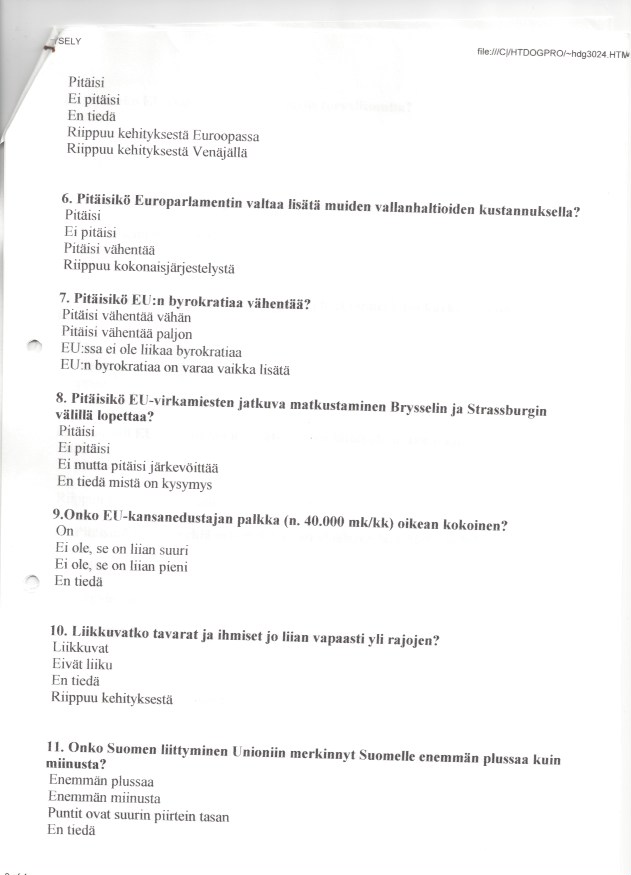 SELY
file:///C|/HTDOGPRO/~hdg3024.HTM
Pitäisi
Ei pitäisi
En tiedä
Riippuu kehityksestä Euroopassa
Riippuu kehityksestä Venäjällä
6. Pitäisikö Europarlamentin valtaa lisätä muiden vallanhaltioiden kustannuksella?
Pitäisi
Ei pitäisi
Pitäisi vähentää
Riippuu kokonaisjärjestelystä
7. Pitäisikö EU:n byrokratiaa vähentää?
Pitäisi vähentää vähän
Pitäisi vähentää paljon
EU:ssa ei ole liikaa byrokratiaa
EU:n byrokratiaa on varaa vaikka lisätä
8. Pitäisikö EU-virkamiesten jatkuva matkustaminen Brysselin ja Strassburgin
välillä lopettaa?
Pitäisi
Ei pitäisi
Ei mutta pitäisi järkevöittää
En tiedä mistä on kysymys
9.Onko EU-kansanedustajan palkka (n. 40.000 mk/kk) oikean kokoinen?
On
Ei ole, se on liian suuri
Ei ole, se on liian pieni
En tiedä
10. Liikkuvatko tavarat ja ihmiset jo liian vapaasti yli rajojen?
Liikkuvat
Eivät liiku
En tiedä
Riippuu kehityksestä
11. Onko Suomen liittyminen Unioniin merkinnyt Suomelle enemmän plussaa kuin
miinusta?
Enemmän plussaa
Enemmän miinusta
Puntit ovat suurin piirtein tasan
En tiedä